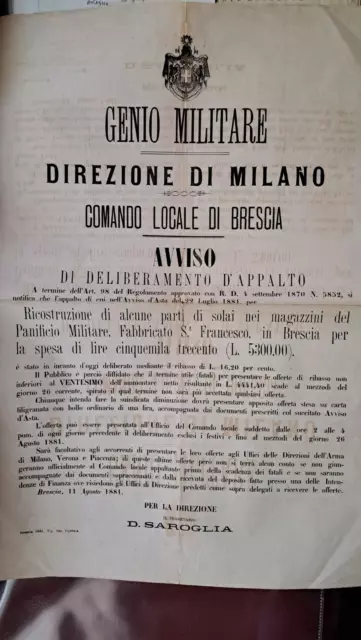 GENIO MILITARE
DIREZIONE DI MILANO
COMANDO LOCALE DI BRESCIA
AVVISO
DI DELIBERAMENTO D'APPALTO
A termine dell'Art. 98 del Regolamento approvato con R. D. 4 settembre 1870 N. 5852, si
notifica che l'appalto di cui nell'Avviso d'Asta del 22 Luglio 1881, per
Ricostruzione di alcune parti di solai nei magazzini del
Panificio Militare, Fabbricato S. Francesco, in Brescia per
la spesa di lire cinquemila trecento (L. 5300,00).
è stato in incanto d'oggi deliberato mediante il ribasso di L. 16,20 per cento.
Il Pubblico è perciò diffidato che il termine utile (fatali) per presentare le offerte di ribasso non
inferiori al VENTESIMO dell'ammontare netto risultante in L. 4441,40 scade al mezzodì del
giorno 26 corrente, spirato il qual termine non sarà poi accettata qualsiasi offerta.
Chiunque intenda fare la suindicata diminuzione dovrà presentare apposita offerta stesa su carta
filigranata con bollo ordinario di una lira, accompagnata dai documenti prescritti col suscitato Avviso
d'Asta.
L'offerta può essere presentata all'Ufficio del Comando locale suddetto dalle ore 2 alle 4
pom. di ogni giorno precedente il deliberamento esclusi i festivi e fino al mezzodì del giorno 26
Agosto 1881.
Sarà facoltativo agli accorrenti di presentare le loro offerte agli Uffici delle Direzioni dell'Arma
di Milano, Verona e Piacenza; di queste ultime offerte però non si terrà alcun conto se non giun-
geranno ufficialmente al Comando locale appaltante prima della scadenza dei fatali e se non saranno
accompagnate dai documenti sopraccennati e dalla ricevuta del deposito fatto presso una delle Inten-
denze di Finanza ove risiedono gli Uffici di Direzione predetti come sopra delegati a ricevere le offerte.
Brescia, 11 Agosto 1881.
PER LA DIREZIONE
IL SEGRETARIO
D. SAROGLIA